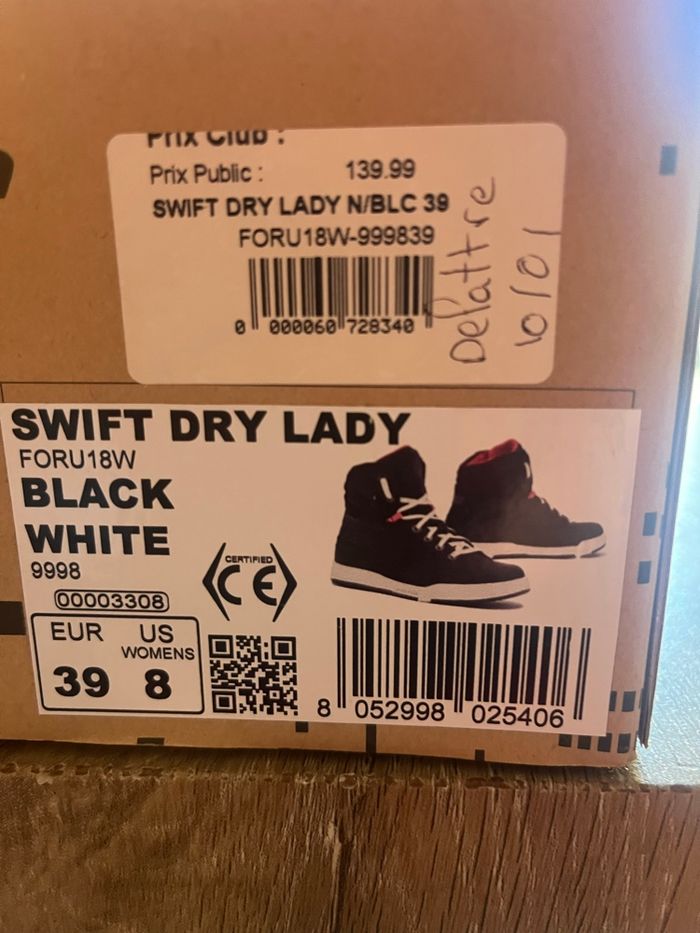 Prix Club :
Prix Public : 139.99
SWIFT DRY LADY N/BLC 39
FORU18W-999839
0 000060 728340
Delattre
10/01
SWIFT DRY LADY
FORU18W
BLACK
WHITE
9998
00003308
CERTIFIED
CE
EUR US
WOMENS
39 8
8 052998 025406